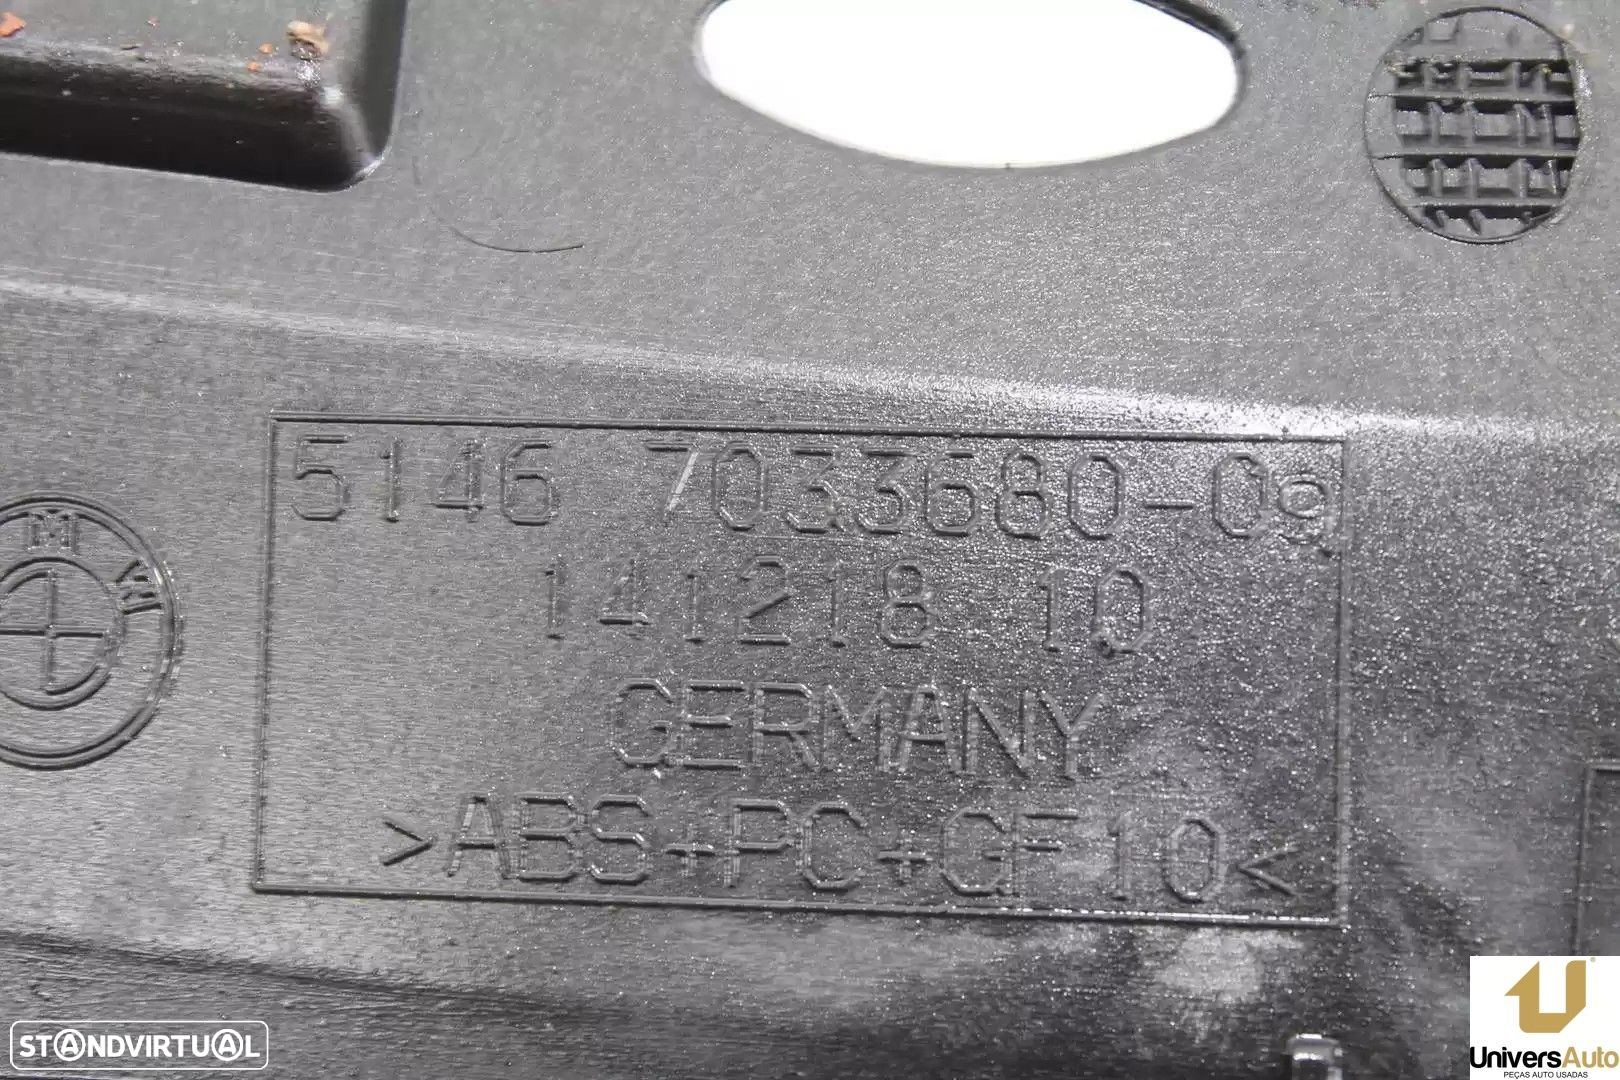 5146 7033680-09
141218 10
GERMANY
>ABS+PC+GF10<
M
W
STANDVIRTUAL
UniversAuto
PEÇAS AUTO USADAS